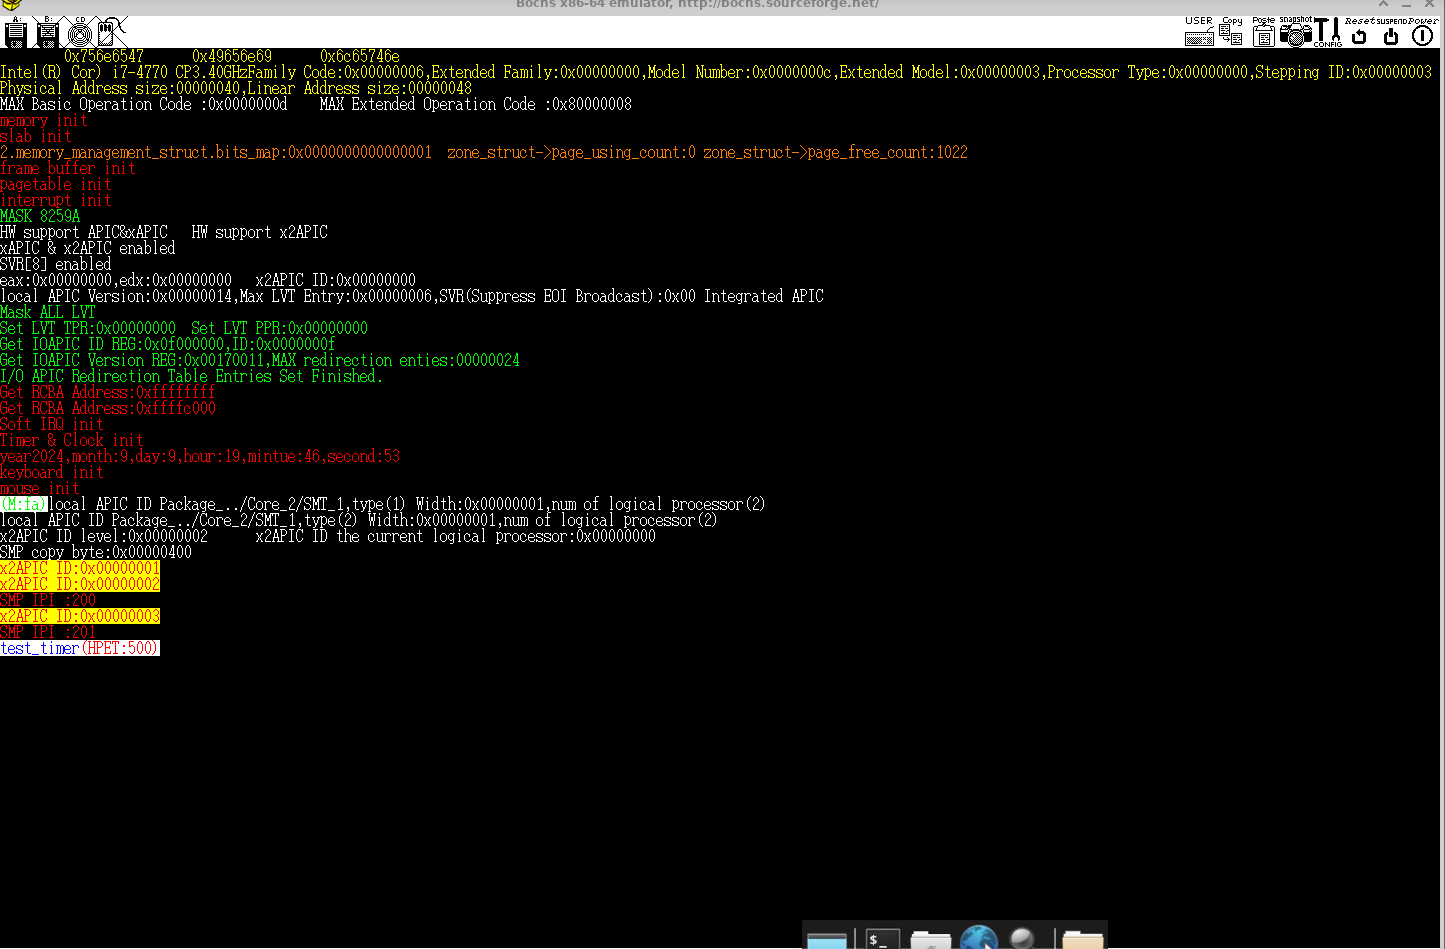 Bochs x86-64 emulator, http://bochs.sourceforge.net/
A: B: CD USER Copy Paste snapshot CONFIG Reset SUSPEND Power
0x756e6547 0x49656e69 0x6c65746e
Intel(R) Cor) i7-4770 CP3.40GHzFamily Code:0x00000006,Extended Family:0x00000000,Model Number:0x0000000c,Extended Model:0x00000003,Processor Type:0x00000000,Stepping ID:0x00000003
Physical Address size:00000040,Linear Address size:00000048
MAX Basic Operation Code :0x0000000d MAX Extended Operation Code :0x80000008
memory init
slab init
2.memory_management_struct.bits_map:0x0000000000000001 zone_struct->page_using_count:0 zone_struct->page_free_count:1022
frame buffer init
pagetable init
interrupt init
MASK 8259A
HW support APIC&xAPIC HW support x2APIC
xAPIC & x2APIC enabled
SVR[8] enabled
eax:0x00000000,edx:0x00000000 x2APIC ID:0x00000000
local APIC Version:0x00000014,Max LVT Entry:0x00000006,SVR(Suppress EOI Broadcast):0x00 Integrated APIC
Mask ALL LVT
Set LVT TPR:0x00000000 Set LVT PPR:0x00000000
Get IOAPIC ID REG:0x0f000000,ID:0x0000000f
Get IOAPIC Version REG:0x00170011,MAX redirection enties:00000024
I/O APIC Redirection Table Entries Set Finished.
Get RCBA Address:0xffffffff
Get RCBA Address:0xffffc000
Soft IRQ init
Timer & Clock init
year2024,month:9,day:9,hour:19,mintue:46,second:53
keyboard init
mouse init
(M:fa)local APIC ID Package_../Core_2/SMT_1,type(1) Width:0x00000001,num of logical processor(2)
local APIC ID Package_../Core_2/SMT_1,type(2) Width:0x00000001,num of logical processor(2)
x2APIC ID level:0x00000002 x2APIC ID the current logical processor:0x00000000
SMP copy byte:0x00000400
x2APIC ID:0x00000001
x2APIC ID:0x00000002
SMP IPI :200
x2APIC ID:0x00000003
SMP IPI :201
test_timer(HPET:500)
$_